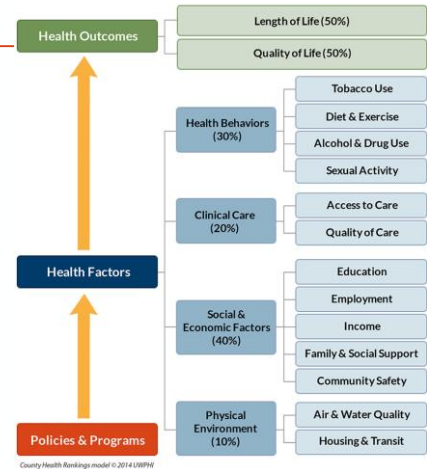 Health Outcomes
Length of Life (50%)
Quality of Life (50%)
Health Factors
Health Behaviors
(30%)
Tobacco Use
Diet & Exercise
Alcohol & Drug Use
Sexual Activity
Clinical Care
(20%)
Access to Care
Quality of Care
Social &
Economic Factors
(40%)
Education
Employment
Income
Family & Social Support
Community Safety
Physical
Environment
(10%)
Air & Water Quality
Housing & Transit
Policies & Programs
County Health Rankings model © 2014 UWPHI